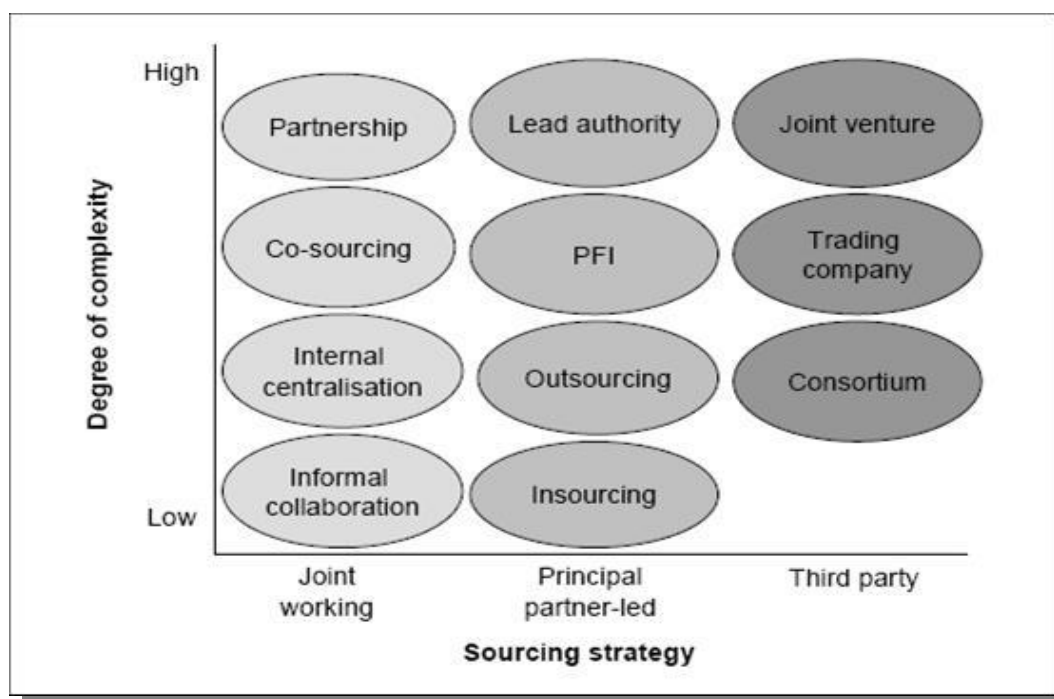 High
Partnership
Lead authority
Joint venture
Degree of complexity
Co-sourcing
PFI
Trading
company
Internal
centralisation
Outsourcing
Consortium
Informal
collaboration
Insourcing
Low
Joint
working
Principal
partner-led
Third party
Sourcing strategy